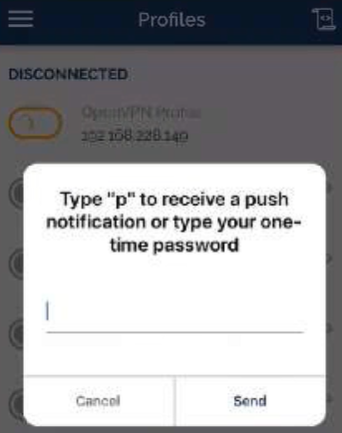 Profiles
DISCONNECTED
OpenVPN Profile
192.168.228.149
Type "p" to receive a push
notification or type your one-
time password
Cancel
Send